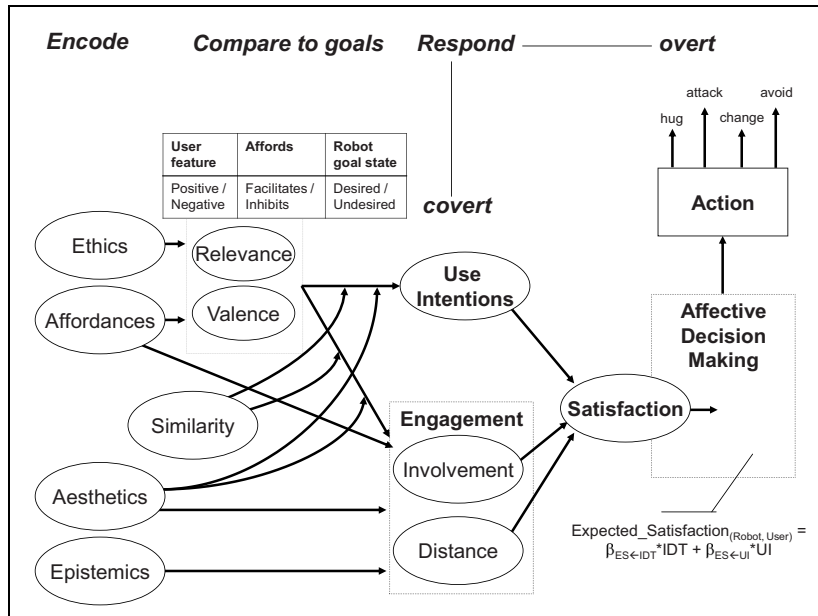 Encode
Compare to goals
Respond
overt
attack
avoid
hug
change
User feature
Affords
Robot goal state
Positive / Negative
Facilitates / Inhibits
Desired / Undesired
covert
Action
Ethics
Relevance
Use Intentions
Affordances
Valence
Affective Decision Making
Similarity
Engagement
Satisfaction
Involvement
Aesthetics
Distance
Epistemics
Expected_Satisfaction(Robot, User) =
βES←IDT*IDT + βES←UI*UI